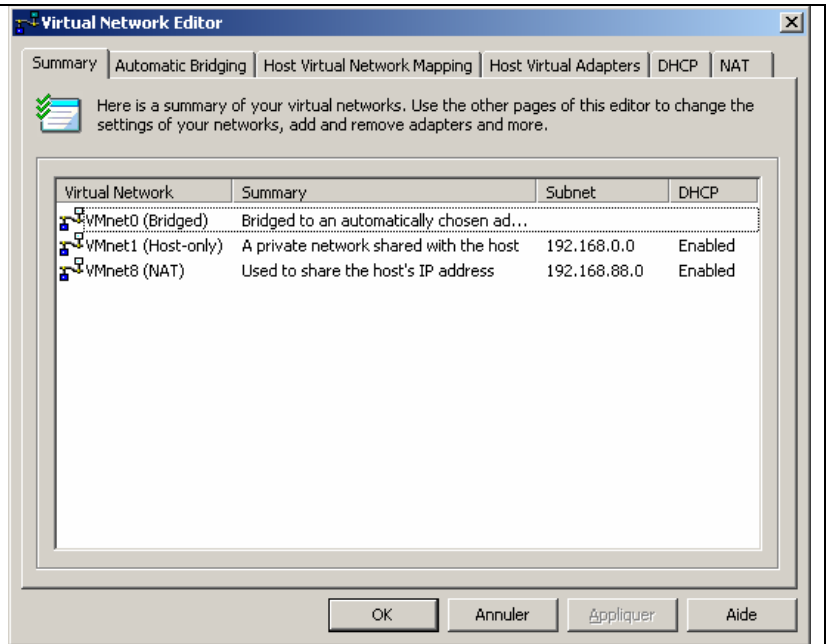 Virtual Network Editor
Summary Automatic Bridging Host Virtual Network Mapping Host Virtual Adapters DHCP NAT
Here is a summary of your virtual networks. Use the other pages of this editor to change the
settings of your networks, add and remove adapters and more.
Virtual Network Summary Subnet DHCP
VMnet0 (Bridged) Bridged to an automatically chosen ad...
VMnet1 (Host-only) A private network shared with the host 192.168.0.0 Enabled
VMnet8 (NAT) Used to share the host's IP address 192.168.88.0 Enabled
OK Annuler Appliquer Aide